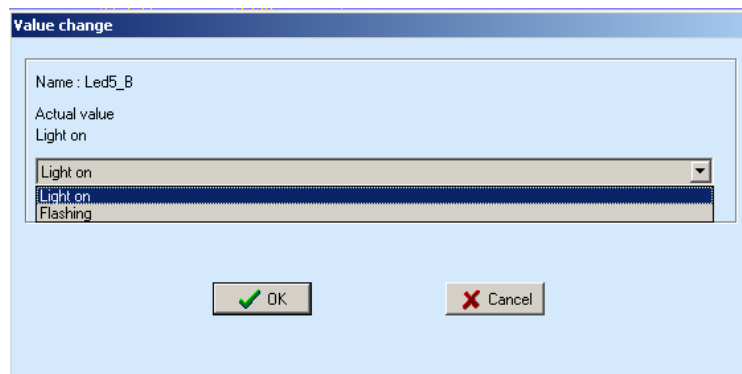 Value change
Name : Led5_B
Actual value
Light on
Light on
Light on
Flashing
OK
Cancel